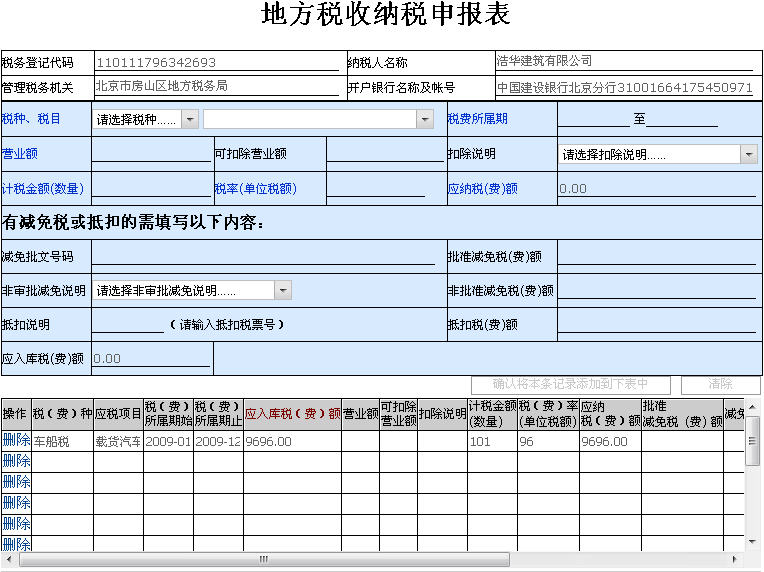 地方税收纳税申报表
税务登记代码 110111796342693 纳税人名称 洁华建筑有限公司
管理税务机关 北京市房山区地方税务局 开户银行名称及帐号 中国建设银行北京分行31001664175450971
税种、税目 请选择税种...... 税费所属期 至
营业额 可扣除营业额 扣除说明 请选择扣除说明......
计税金额(数量) 税率(单位税额) 应纳税(费)额 0.00
有减免税或抵扣的需填写以下内容：
减免批文号码 批准减免税(费)额
非审批减免说明 请选择非审批减免说明...... 非批准减免税(费)额
抵扣说明 （请输入抵扣税票号） 抵扣税(费)额
应入库税(费)额 0.00
确认将本条记录添加到下表中 清除
操作 税（费）种 应税项目 税（费）所属期始 税（费）所属期止 应入库税（费）额 营业额 可扣除营业额 扣除说明 计税金额(数量) 税（费）率(单位税额) 应纳税（费）额 批准减免税（费）额 减免
删除 车船税 载货汽车 2009-01 2009-12 9696.00 101 96 9696.00
删除
删除
删除
删除
删除